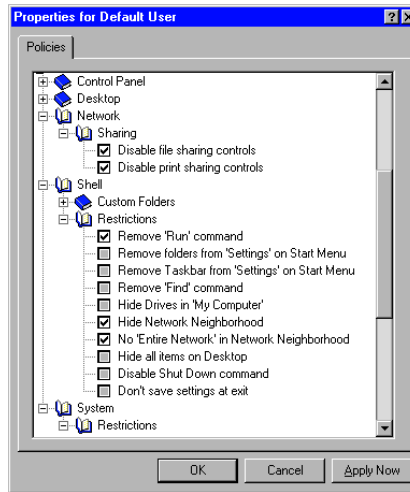 Properties for Default User
Policies
Control Panel
Desktop
Network
Sharing
Disable file sharing controls
Disable print sharing controls
Shell
Custom Folders
Restrictions
Remove 'Run' command
Remove folders from 'Settings' on Start Menu
Remove Taskbar from 'Settings' on Start Menu
Remove 'Find' command
Hide Drives in 'My Computer'
Hide Network Neighborhood
No 'Entire Network' in Network Neighborhood
Hide all items on Desktop
Disable Shut Down command
Don't save settings at exit
System
Restrictions
OK Cancel Apply Now